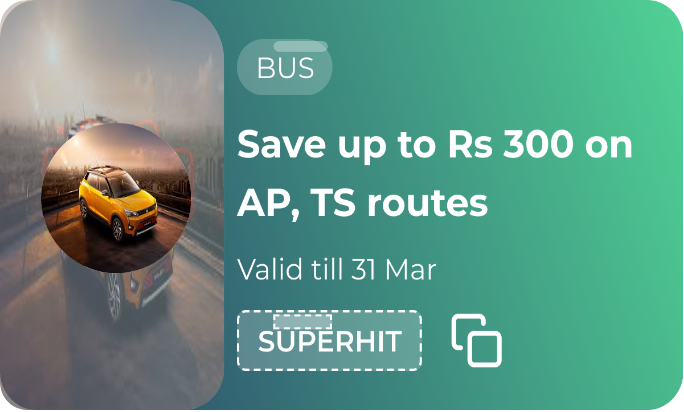 BUS
Save up to Rs 300 on
AP, TS routes
Valid till 31 Mar
SUPERHIT